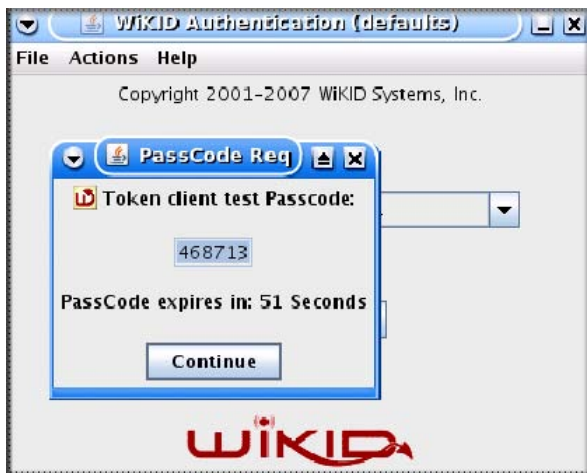 WiKID Authentication (defaults)
File Actions Help
Copyright 2001-2007 WiKID Systems, Inc.
PassCode Req
Token client test Passcode:
468713
PassCode expires in: 51 Seconds
Continue
WiKID